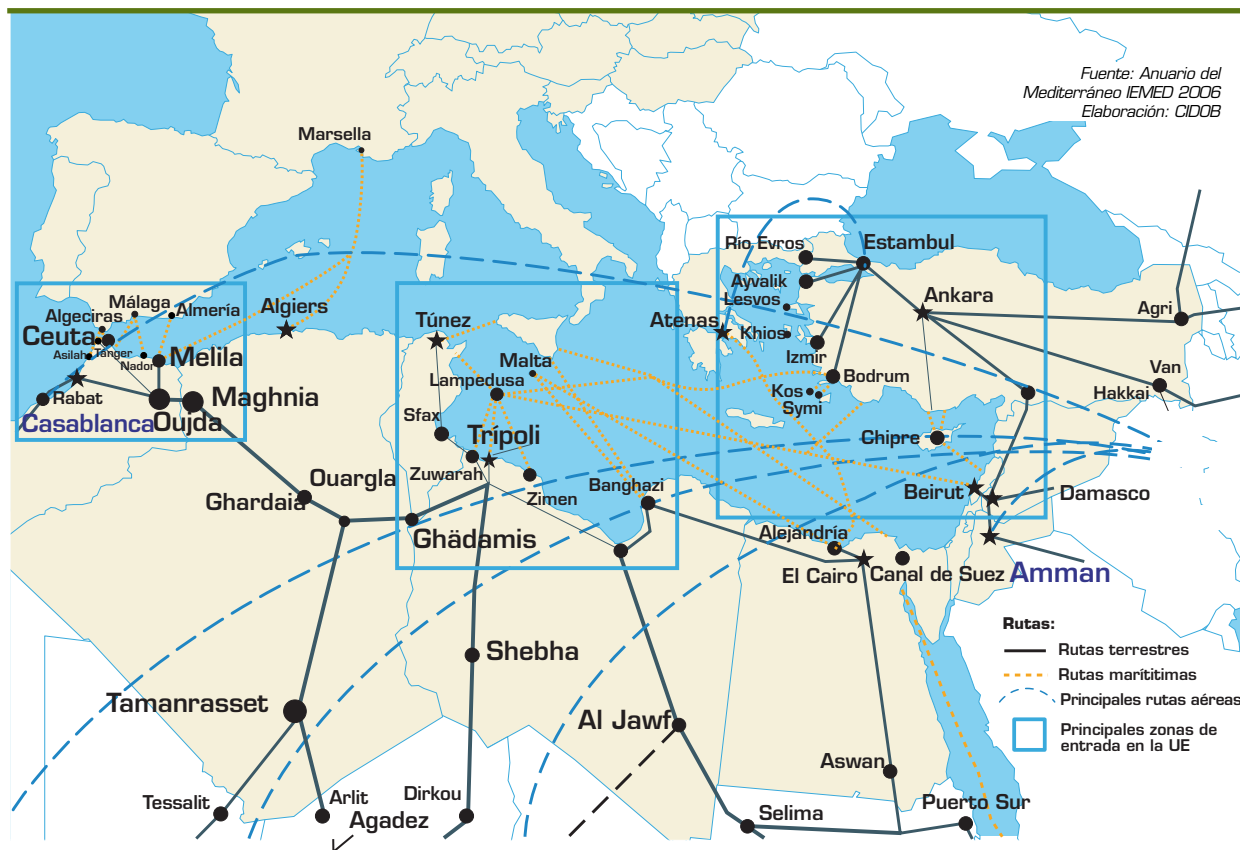 Fuente: Anuario del
Mediterráneo IEMED 2006
Elaboración: CIDOB
Marsella
Río Evros
Estambul
Ayvalik
Lesvos
Ankara
Agri
Málaga
Algeciras
Almería
Algiers
Ceuta
Túnez
Atenas
Khios
Asilah
Tánger
Nador
Melila
Malta
Izmir
Van
Lampedusa
Bodrum
Hakkai
Rabat
Maghnia
Kos
Symi
Casablanca
Oujda
Sfax
Trípoli
Chipre
Zuwarah
Ouargla
Zimen
Banghazi
Beirut
Damasco
Ghardaia
Ghädamis
Alejandría
El Cairo
Canal de Suez
Amman
Rutas:
Rutas terrestres
Rutas marítitimas
Principales rutas aéreas
Principales zonas de
entrada en la UE
Shebha
Tamanrasset
Al Jawf
Aswan
Tessalit
Arlit
Agadez
Dirkou
Selima
Puerto Sur